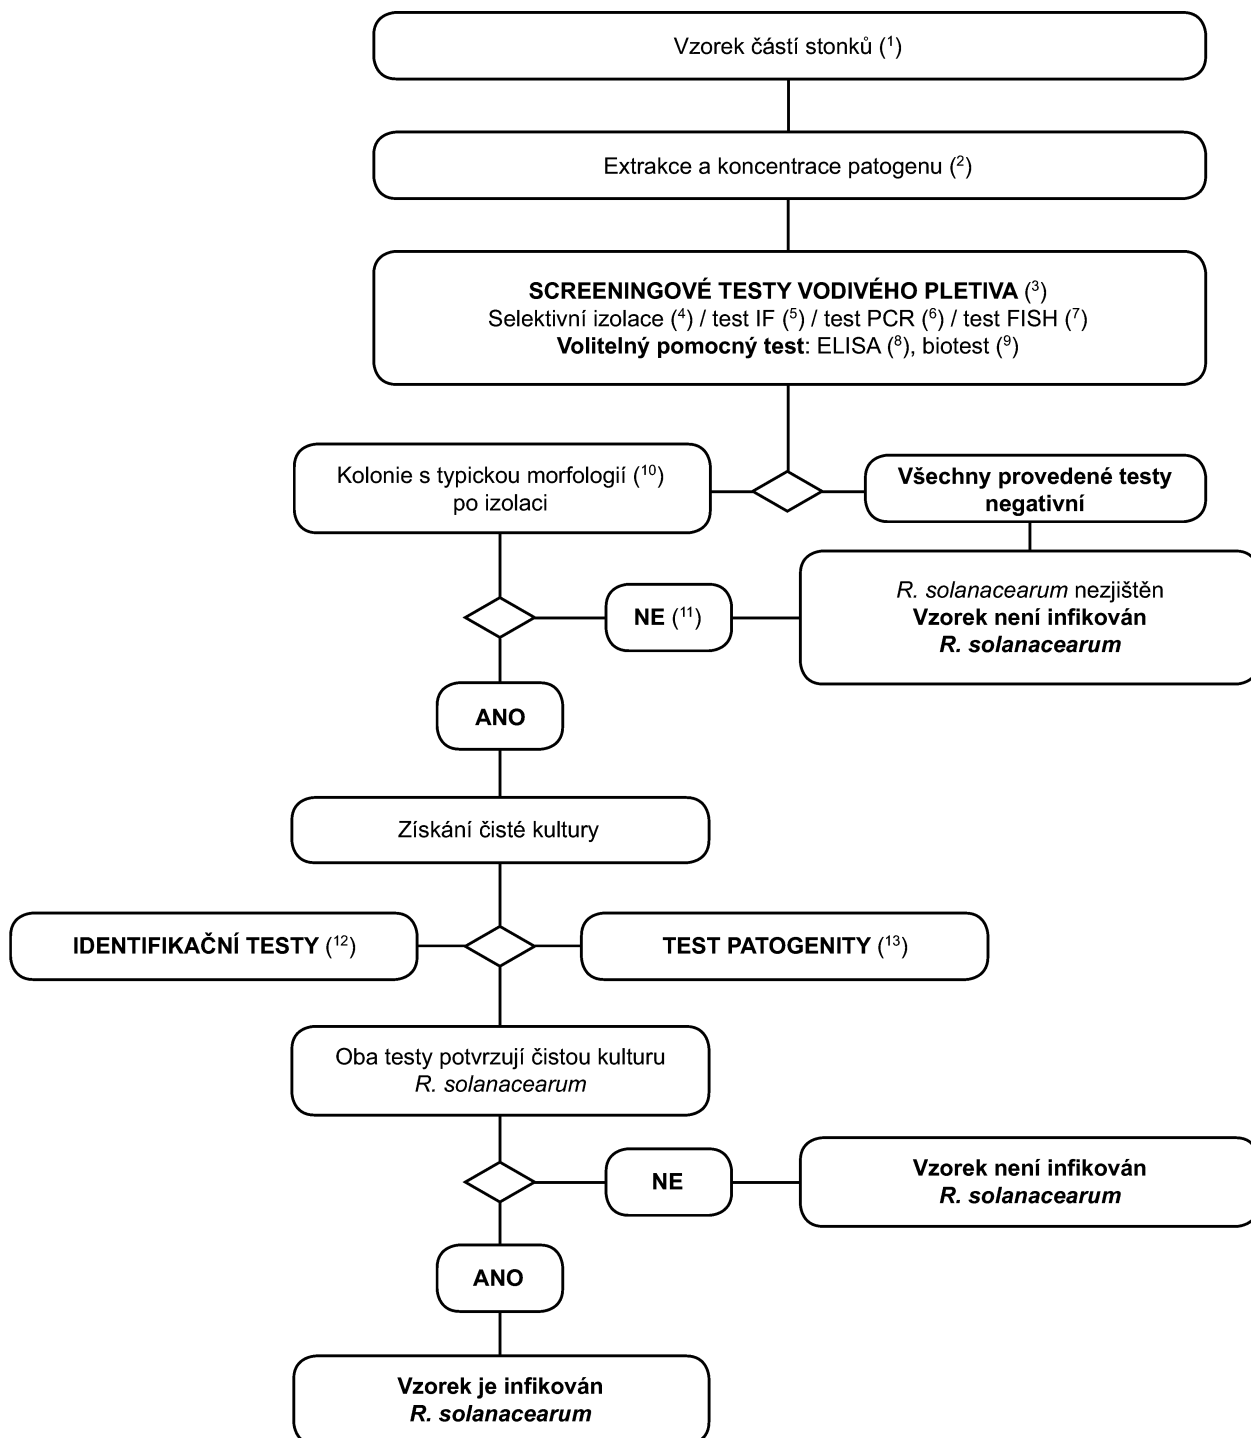 Vzorek částí stonků (1)
Extrakce a koncentrace patogenu (2)
SCREENINGOVÉ TESTY VODIVÉHO PLETIVA (3)
Selektivní izolace (4) / test IF (5) / test PCR (6) / test FISH (7)
Volitelný pomocný test: ELISA (8), biotest (9)
Kolonie s typickou morfologií (10)
po izolaci
Všechny provedené testy
negativní
R. solanacearum nezjištěn
Vzorek není infikován
R. solanacearum
NE (11)
ANO
Získání čisté kultury
IDENTIFIKAČNÍ TESTY (12)
TEST PATOGENITY (13)
Oba testy potvrzují čistou kulturu
R. solanacearum
NE
Vzorek není infikován
R. solanacearum
ANO
Vzorek je infikován
R. solanacearum